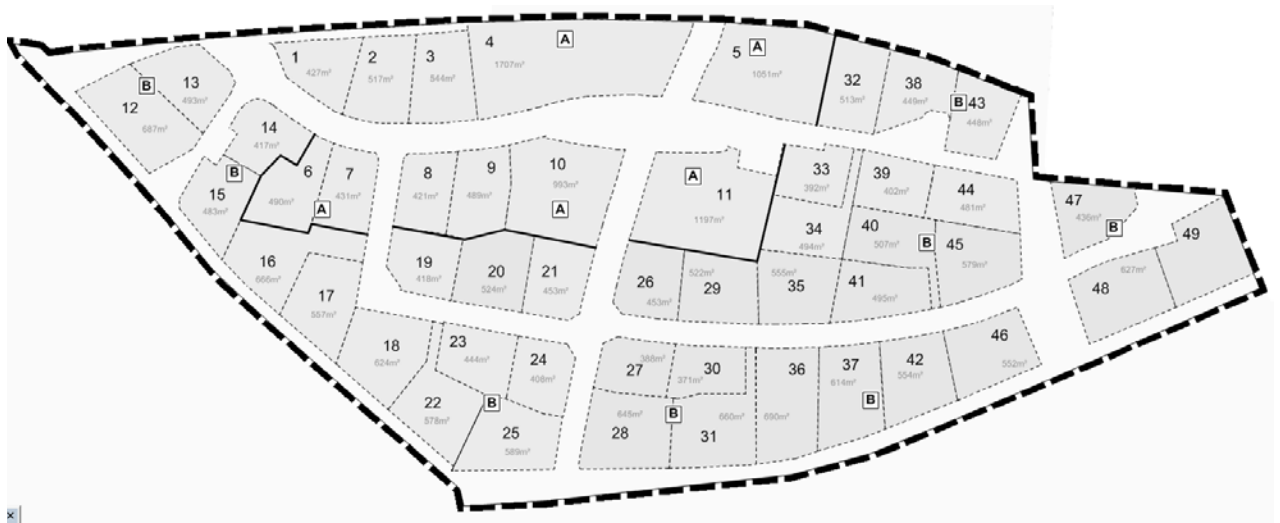 1
427m²
2
517m²
3
544m²
4
1707m²
A
5
A
1051m²
32
513m²
38
449m²
B
43
448m²
12
687m²
B
13
493m²
14
417m²
B
15
483m²
6
490m²
7
431m²
A
8
421m²
9
489m²
10
993m²
A
11
A
1197m²
33
392m²
39
402m²
44
481m²
34
494m²
40
507m²
B
45
579m²
47
436m²
B
49
48
627m²
16
666m²
17
557m²
19
418m²
20
524m²
21
453m²
26
453m²
29
522m²
35
555m²
41
495m²
18
624m²
23
444m²
24
408m²
22
578m²
B
25
589m²
27
388m²
30
371m²
28
645m²
B
31
660m²
36
690m²
37
614m²
B
42
554m²
46
552m²